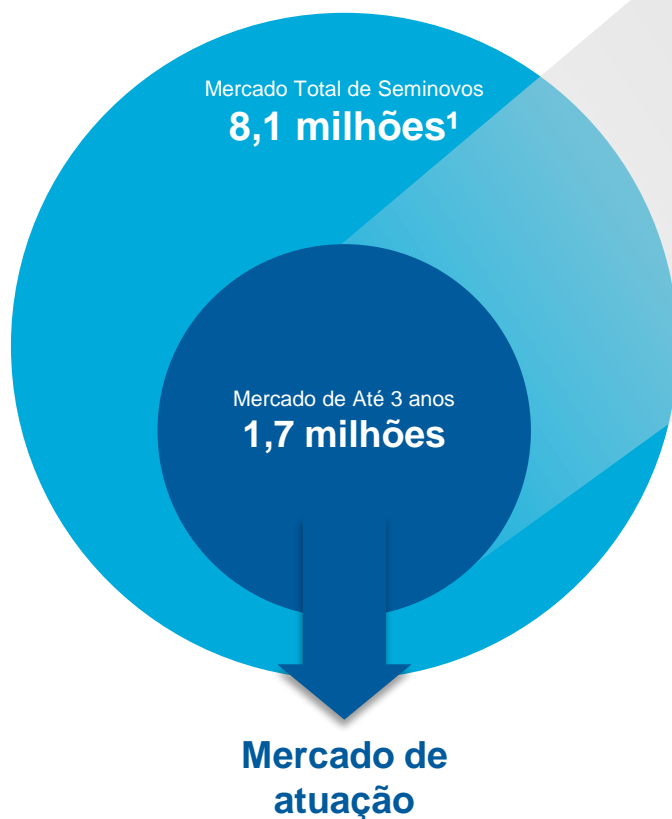 Mercado Total de Seminovos
8,1 milhões¹
Mercado de Até 3 anos
1,7 milhões
Mercado de
atuação